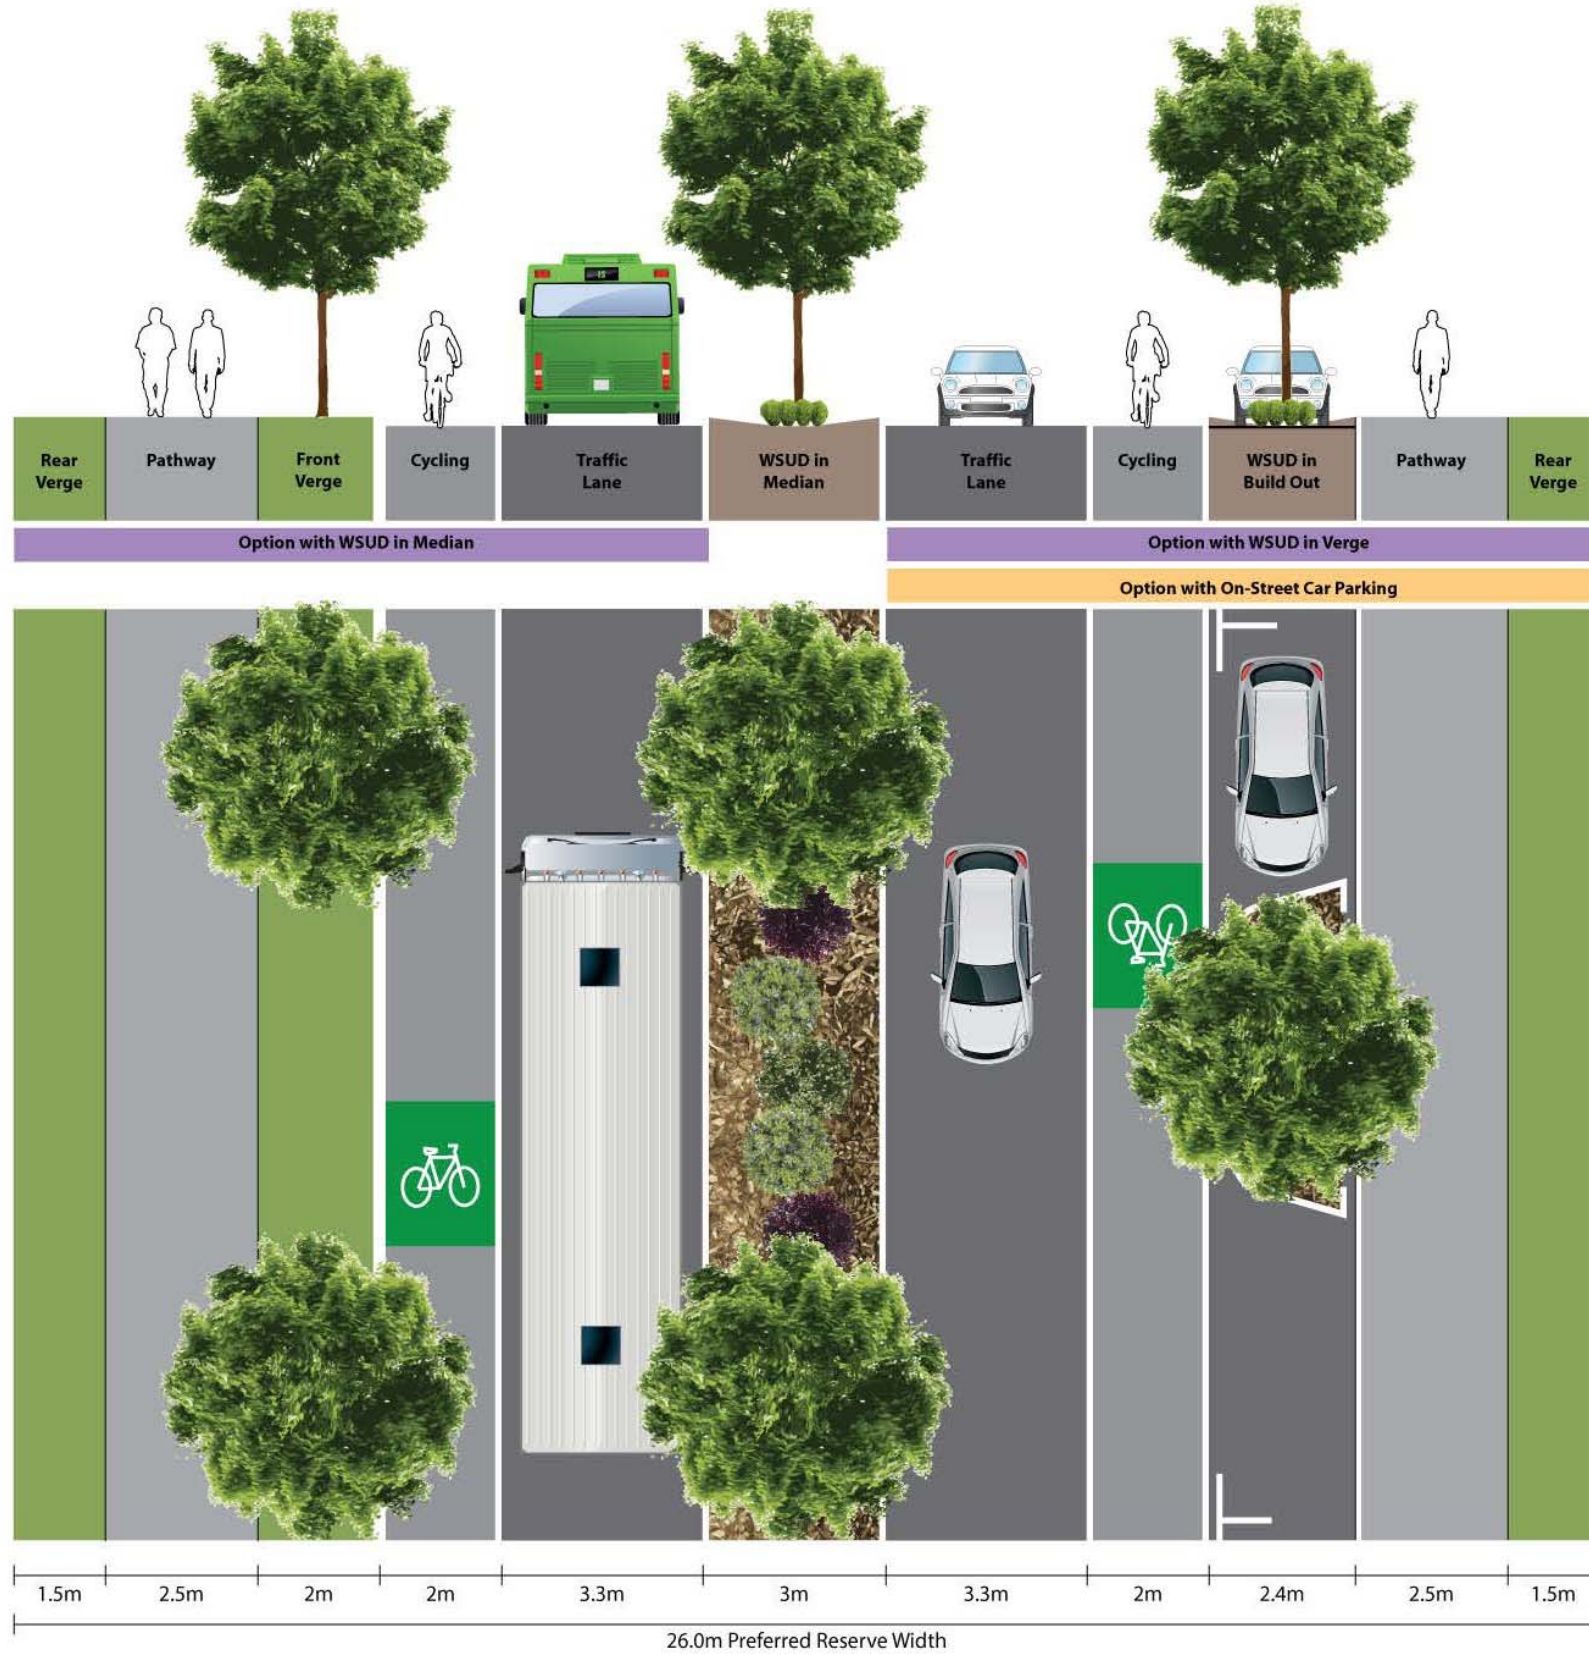 15
Rear
Verge
Pathway
Front
Verge
Cycling
Traffic
Lane
WSUD in
Median
Traffic
Lane
Cycling
WSUD in
Build Out
Pathway
Rear
Verge
Option with WSUD in Median
Option with WSUD in Verge
Option with On-Street Car Parking
1.5m
2.5m
2m
2m
3.3m
3m
3.3m
2m
2.4m
2.5m
1.5m
26.0m Preferred Reserve Width